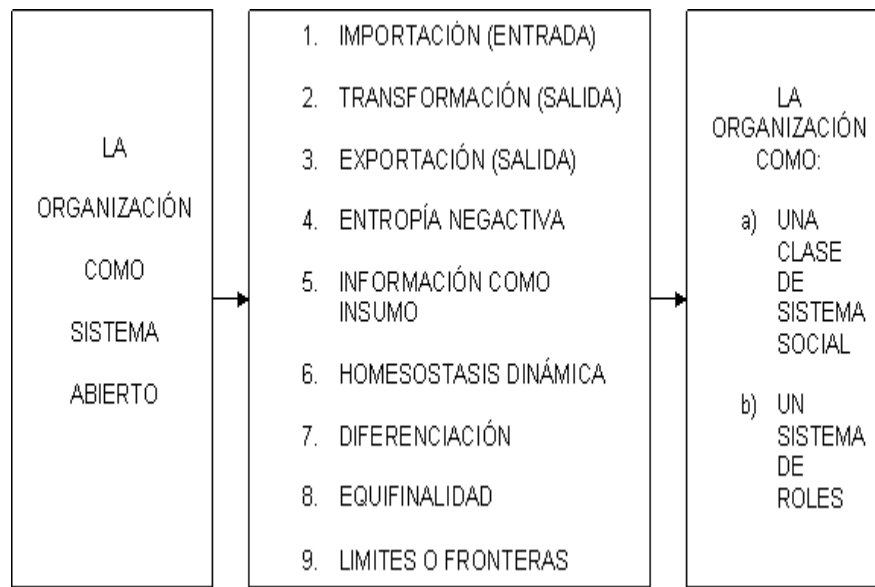 LA
ORGANIZACIÓN
COMO
SISTEMA
ABIERTO
1. IMPORTACIÓN (ENTRADA)
2. TRANSFORMACIÓN (SALIDA)
3. EXPORTACIÓN (SALIDA)
4. ENTROPÍA NEGACTIVA
5. INFORMACIÓN COMO
INSUMO
6. HOMESOSTASIS DINÁMICA
7. DIFERENCIACIÓN
8. EQUIFINALIDAD
9. LIMITES O FRONTERAS
LA
ORGANIZACIÓN
COMO:
a) UNA
CLASE
DE
SISTEMA
SOCIAL
b) UN
SISTEMA
DE
ROLES